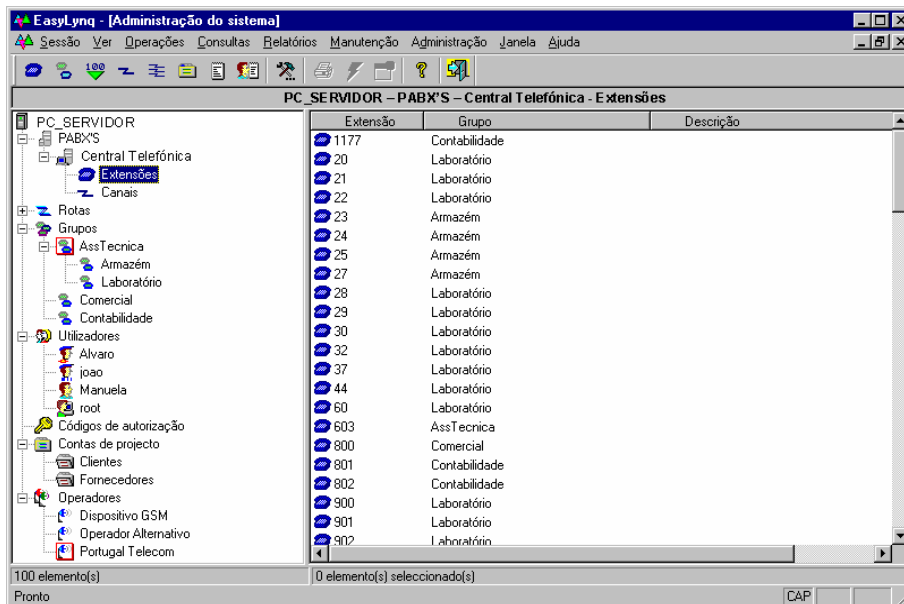 EasyLynq - [Administração do sistema]
Sessão Ver Operações Consultas Relatórios Manutenção Administração Janela Ajuda
100
PC_SERVIDOR – PABX'S – Central Telefónica - Extensões
PC_SERVIDOR
PABX'S
Central Telefónica
Extensões
Canais
Rotas
Grupos
AssTecnica
Armazém
Laboratório
Comercial
Contabilidade
Utilizadores
Alvaro
joao
Manuela
root
Códigos de autorização
Contas de projecto
Clientes
Fornecedores
Operadores
Dispositivo GSM
Operador Alternativo
Portugal Telecom
Extensão Grupo Descrição
1177 Contabilidade
20 Laboratório
21 Laboratório
22 Laboratório
23 Armazém
24 Armazém
25 Armazém
27 Armazém
28 Laboratório
29 Laboratório
30 Laboratório
32 Laboratório
37 Laboratório
44 Laboratório
60 Laboratório
603 AssTecnica
800 Comercial
801 Contabilidade
802 Contabilidade
900 Laboratório
901 Laboratório
902 Laboratório
100 elemento(s) 0 elemento(s) seleccionado(s)
Pronto CAP